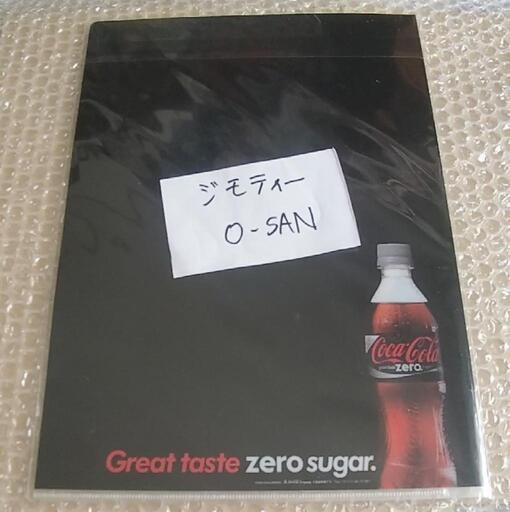 ジモティー
O-SAN
Coca-Cola
zero.
Great taste zero sugar.